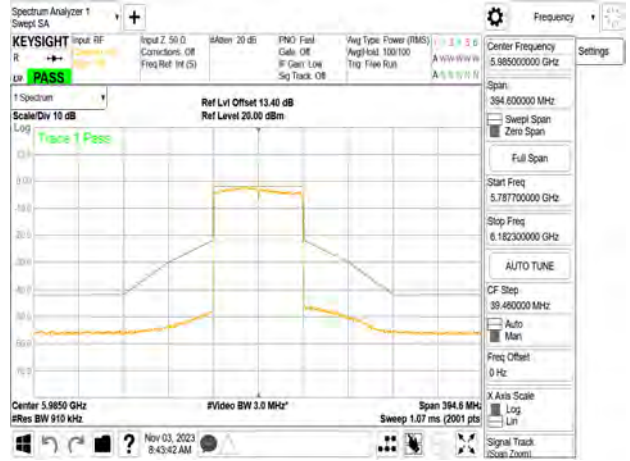 Spectrum Analyzer 1
Swept SA
Frequency
KEYSIGHT
Input: RF
Input Z: 50 Ω
#Atten: 20 dB
PNO: Fast
Avg Type: Power (RMS)
R
Corrections: Off
Gate: Off
Avg|Hold: 100/100
Freq Ref: Int (S)
IF Gain: Low
Trig: Free Run
PASS
Sig Track: Off
A N N N N N
1 Spectrum
Scale/Div 10 dB
Ref Lvl Offset 13.40 dB
Ref Level 20.00 dBm
Log
Trace 1 Pass
Center 5.9850 GHz
#Video BW 3.0 MHz*
Span 394.6 MHz
#Res BW 910 kHz
Sweep 1.07 ms (2001 pts)
Nov 03, 2023
8:43:42 AM
Center Frequency
5.985000000 GHz
Settings
Span
394.600000 MHz
Swept Span
Zero Span
Full Span
Start Freq
5.787700000 GHz
Stop Freq
6.182300000 GHz
AUTO TUNE
CF Step
39.460000 MHz
Auto
Man
Freq Offset
0 Hz
X Axis Scale
Log
Lin
Signal Track
(Span Zoom)